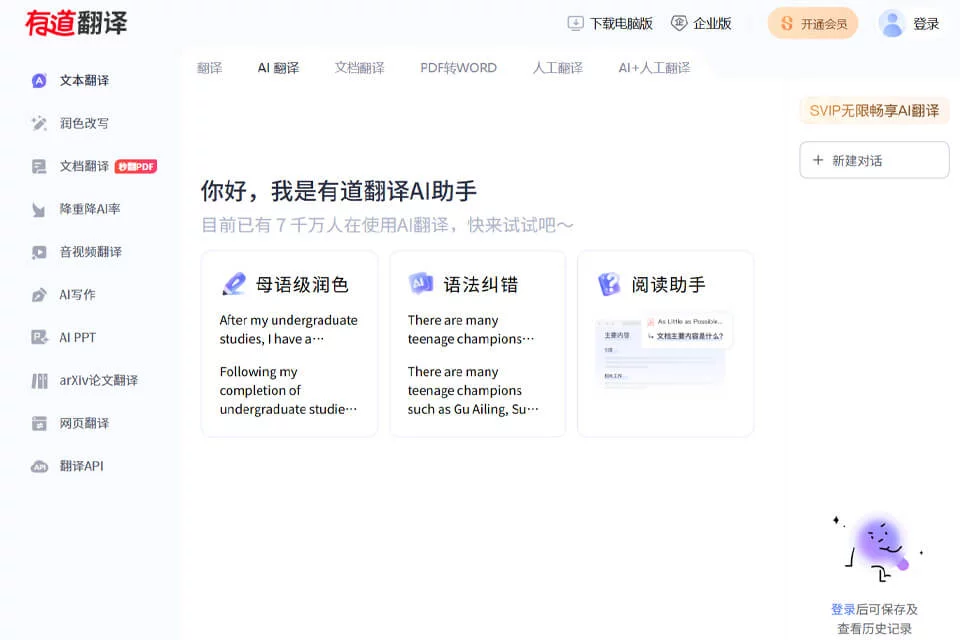 有道翻译
下载电脑版
企业版
开通会员
登录
文本翻译
润色改写
文档翻译 秒翻PDF
降重降AI率
音视频翻译
AI写作
AI PPT
arXiv论文翻译
网页翻译
翻译API
翻译
AI 翻译
文档翻译
PDF转WORD
人工翻译
AI+人工翻译
你好，我是有道翻译AI助手
目前已有 7 千万人在使用AI翻译，快来试试吧～
母语级润色
After my undergraduate
studies, I have a…
Following my
completion of
undergraduate studie…
语法纠错
There are many
teenage champions…
There are many
teenage champions
such as Gu Ailing, Su…
阅读助手
As Little as Possible...
主要内容
文档主要内容是什么?
SVIP无限畅享AI翻译
+ 新建对话
登录后可保存及
查看历史记录